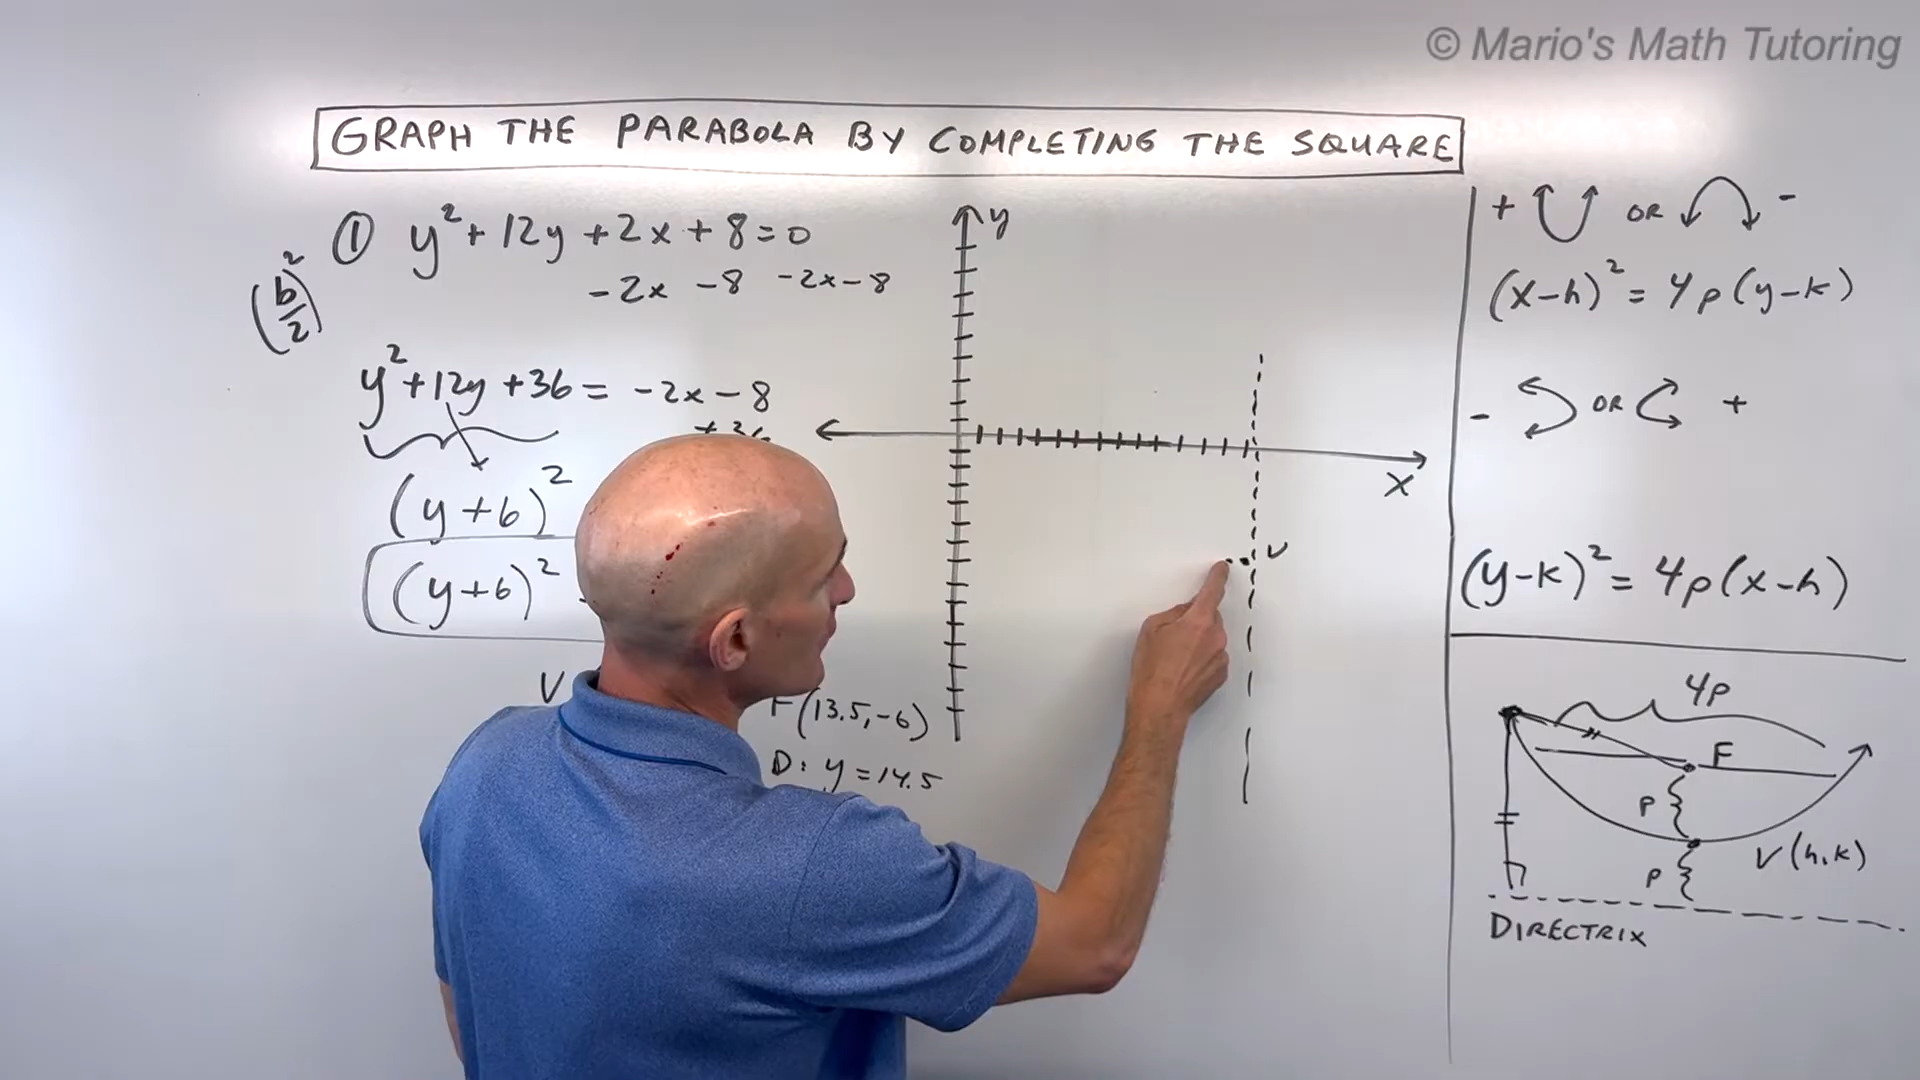 © Mario's Math Tutoring
GRAPH THE PARABOLA BY COMPLETING THE SQUARE
① y² + 12y + 2x + 8 = 0
-2x -8 -2x-8
(b/2)²
y² + 12y + 36 = -2x - 8
(y+6)²
(y+6)²
V
F(13.5,-6)
D: y = 14.5
y
x
V
+ OR -
(x-h)² = 4p(y-k)
- OR +
(y-k)² = 4p(x-h)
4p
F
p
V(h,k)
p
DIRECTRIX